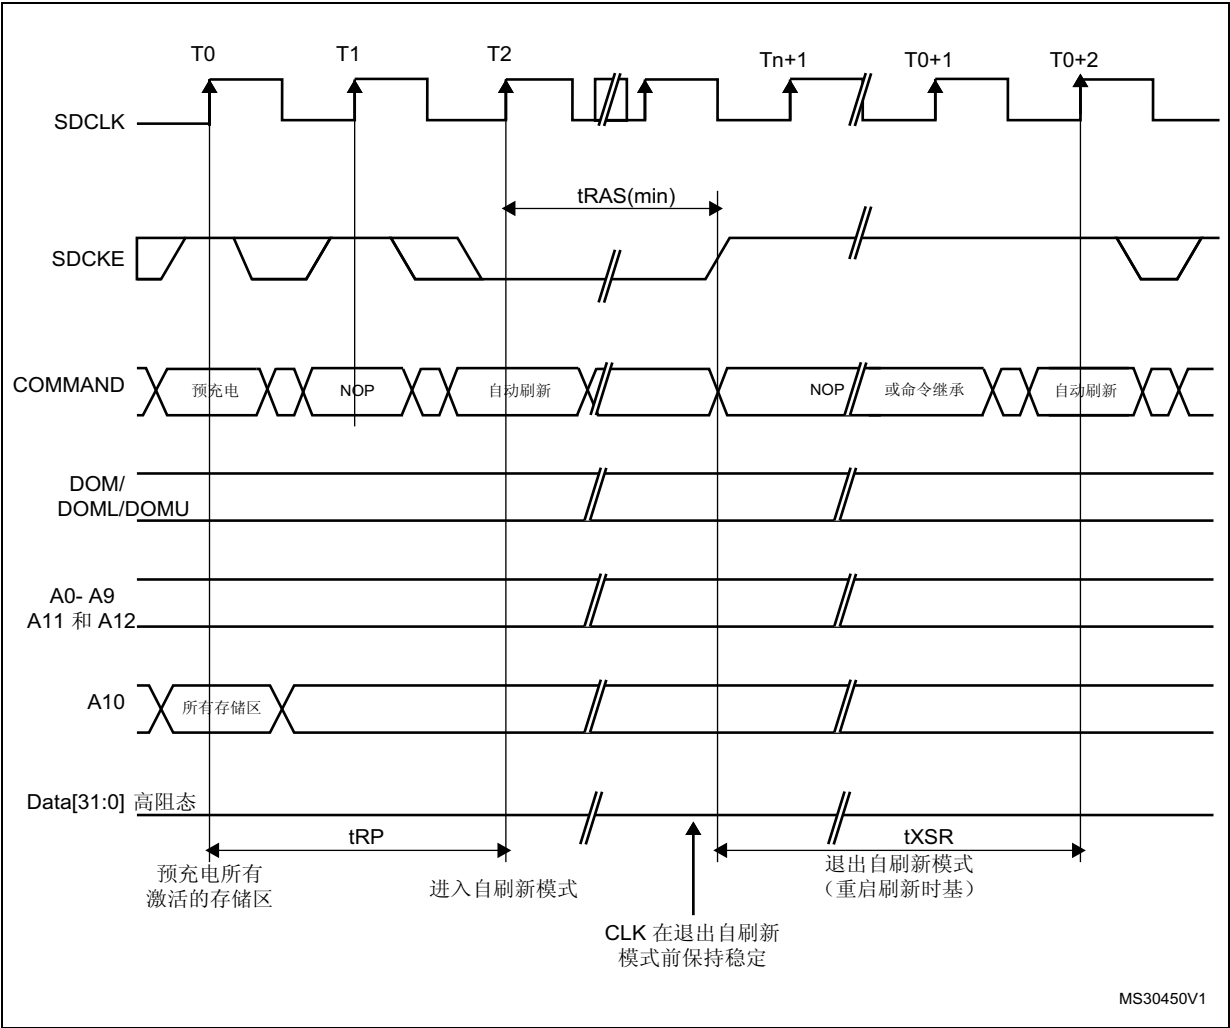 T0 T1 T2 Tn+1 T0+1 T0+2
SDCLK
tRAS(min)
SDCKE
COMMAND 预充电 NOP 自动刷新 NOP 或命令继承 自动刷新
DOM/
DOML/DOMU
A0- A9
A11 和 A12
A10 所有存储区
Data[31:0] 高阻态
tRP tXSR
预充电所有
激活的存储区
进入自刷新模式
退出自刷新模式
（重启刷新时基）
CLK 在退出自刷新
模式前保持稳定
MS30450V1